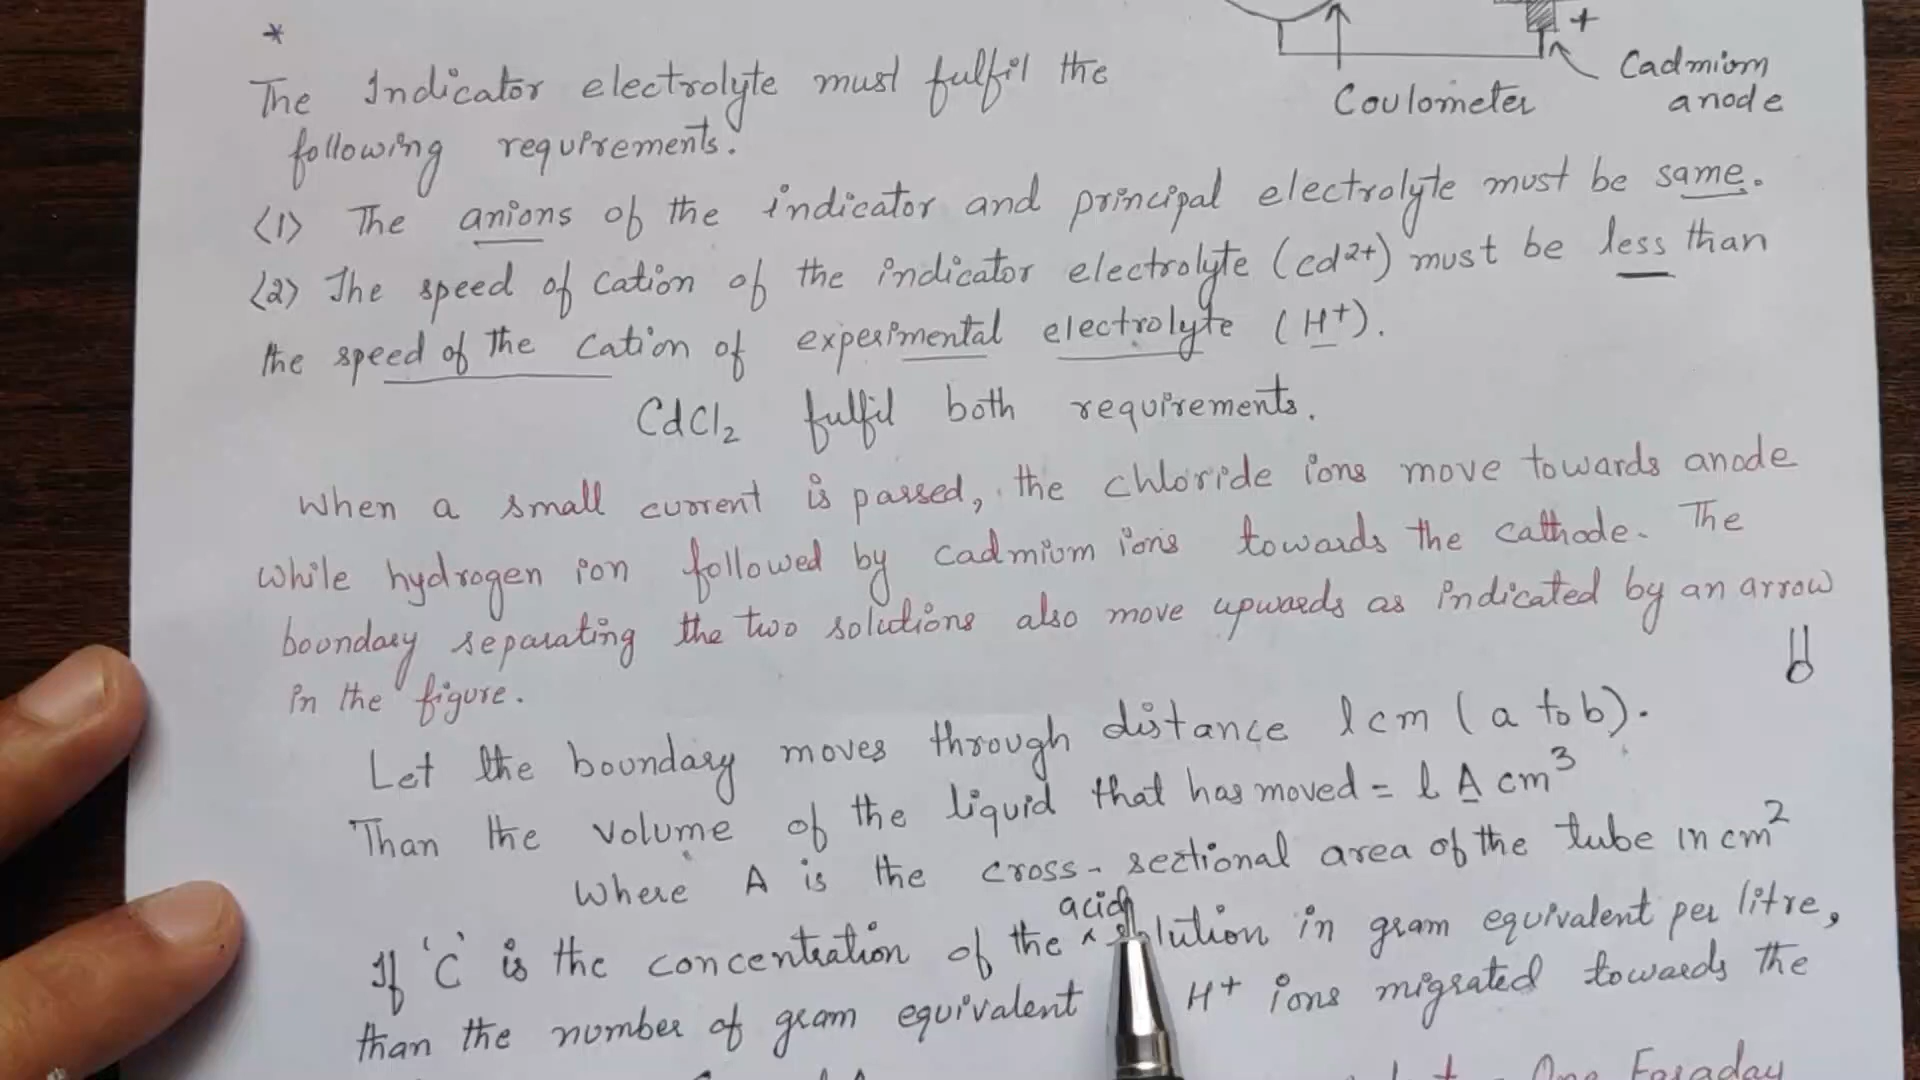 *
+
Cadmium
anode
Coulometer
The Indicator electrolyte must fulfil the
following requirements.
(1) The anions of the indicator and principal electrolyte must be same.
(2) The speed of cation of the indicator electrolyte (cd2+) must be less than
the speed of the cation of experimental electrolyte (H+).
CdCl2 fulfil both requirements.
When a small current is passed, the chloride ions move towards anode
while hydrogen ion followed by cadmium ions towards the cathode. The
boundary separating the two solutions also move upwards as indicated by an arrow
in the figure.
Let the boundary moves through distance l cm (a to b).
Than the volume of the liquid that has moved = l A cm3
Where A is the cross-sectional area of the tube in cm2
If 'C' is the concentration of the acid solution in gram equivalent per litre,
than the number of gram equivalent H+ ions migrated towards the
One Faraday